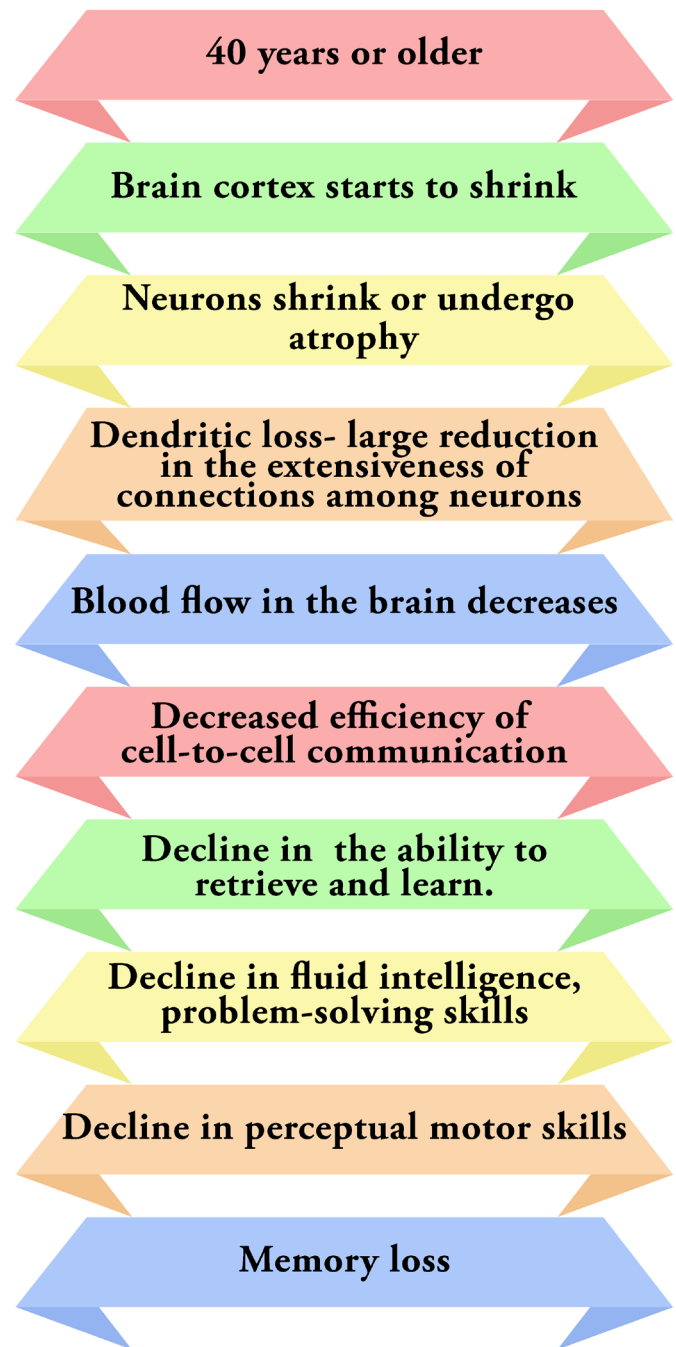 40 years or older
Brain cortex starts to shrink
Neurons shrink or undergo
atrophy
Dendritic loss- large reduction
in the extensiveness of
connections among neurons
Blood flow in the brain decreases
Decreased efficiency of
cell-to-cell communication
Decline in  the ability to
retrieve and learn.
Decline in fluid intelligence,
problem-solving skills
Decline in perceptual motor skills
Memory loss